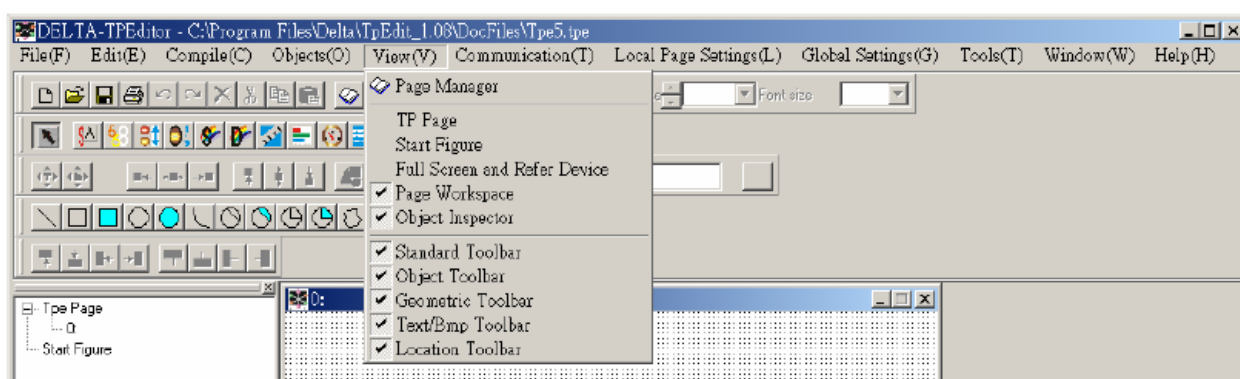 DELTA-TPEditor - C:\Program Files\Delta\TpEdit_1.08\DocFiles\Tpe5.tpe
File(F) Edit(E) Compile(C) Objects(O) View(V) Communication(T) Local Page Settings(L) Global Settings(G) Tools(T) Window(W) Help(H)
Page Manager
Font size
TP Page
Start Figure
Full Screen and Refer Device
Page Workspace
Object Inspector
Standard Toolbar
Object Toolbar
Geometric Toolbar
Text/Bmp Toolbar
Location Toolbar
Tpe Page
0:
Start Figure
0: